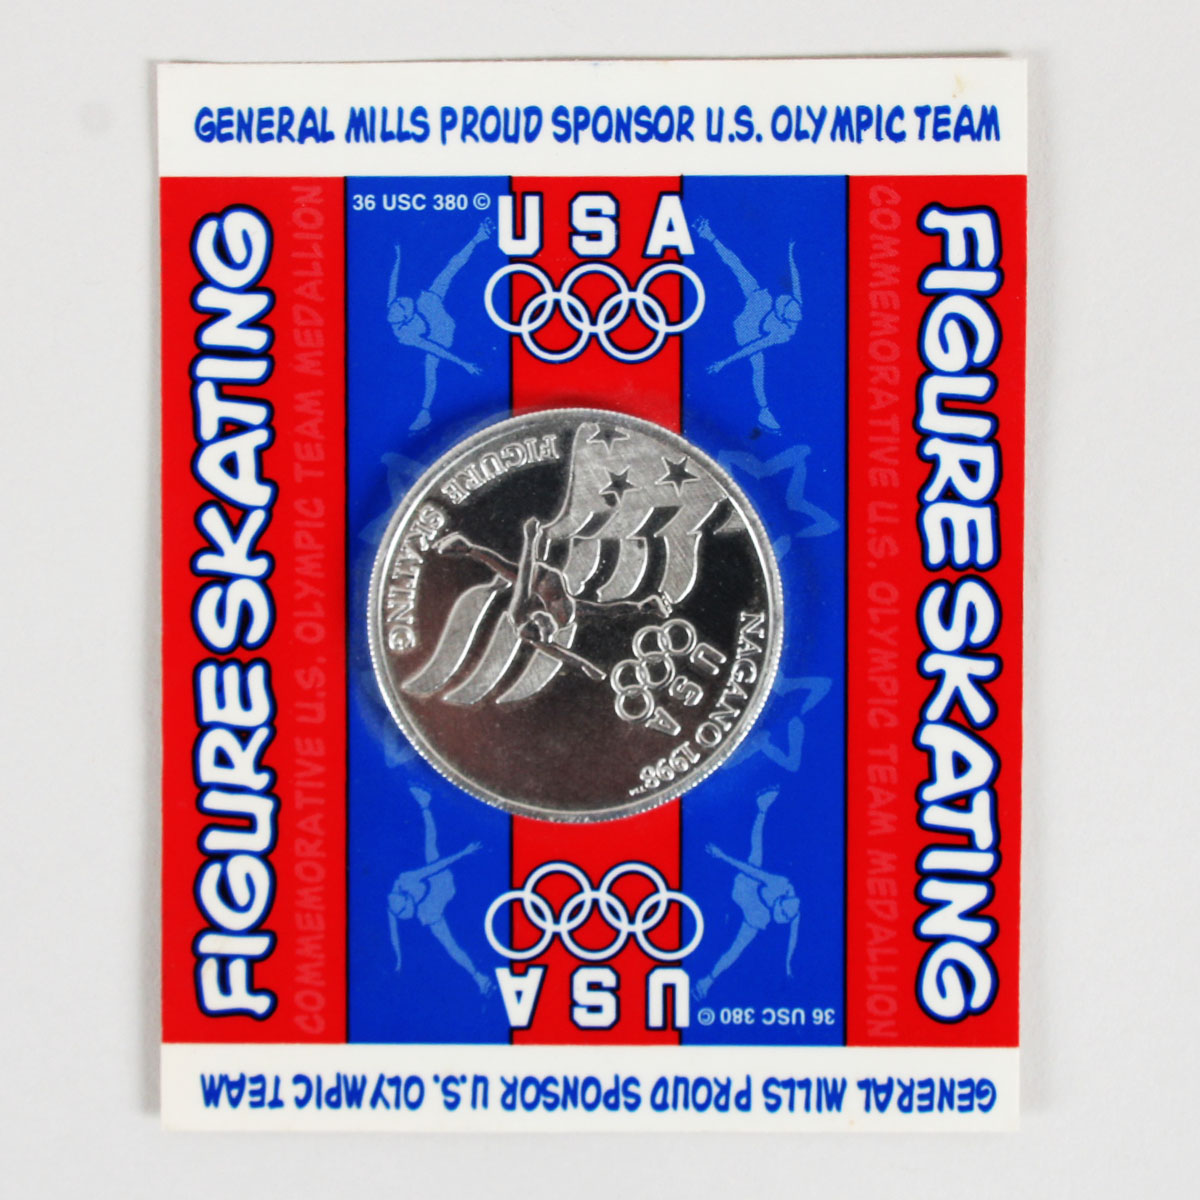 GENERAL MILLS PROUD SPONSOR U.S. OLYMPIC TEAM
36 USC 380 ©
USA
FIGURE SKATING
COMMEMORATIVE U.S. OLYMPIC TEAM MEDALLION
FIGURE SKATING
COMMEMORATIVE U.S. OLYMPIC TEAM MEDALLION
FIGURE SKATING
USA
NAGANO 1998™
USA
36 USC 380 ©
GENERAL MILLS PROUD SPONSOR U.S. OLYMPIC TEAM